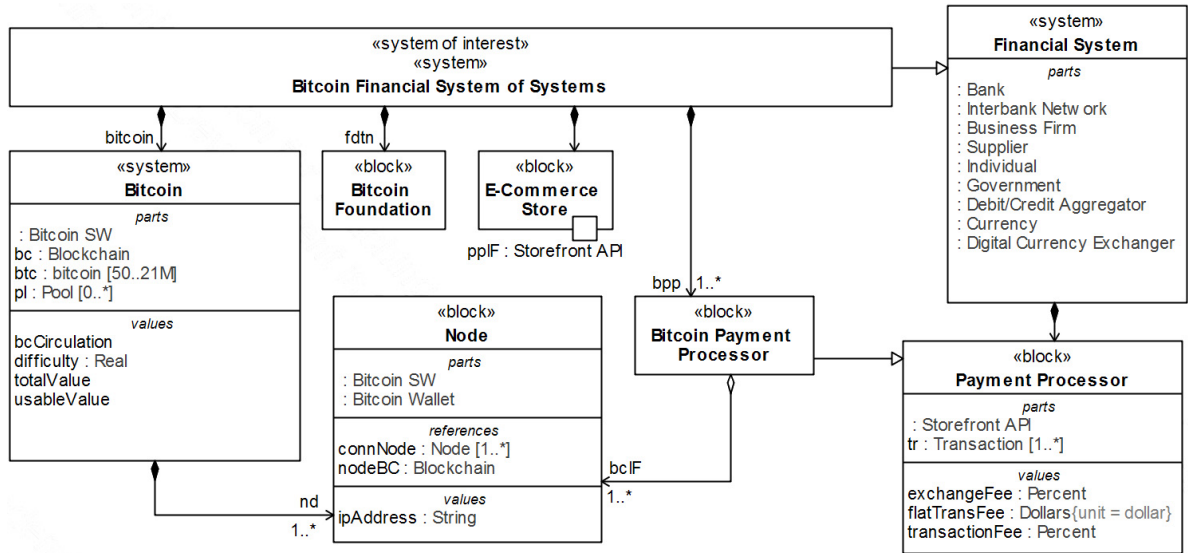 «system of interest»
«system»
Bitcoin Financial System of Systems
«system»
Financial System
parts
: Bank
: Interbank Network
: Business Firm
: Supplier
: Individual
: Government
: Debit/Credit Aggregator
: Currency
: Digital Currency Exchanger
bitcoin
fdtn
bpp 1..*
«system»
Bitcoin
parts
: Bitcoin SW
bc : Blockchain
btc : bitcoin [50..21M]
pl : Pool [0..*]
values
bcCirculation
difficulty : Real
totalValue
usableValue
«block»
Bitcoin
Foundation
«block»
E-Commerce
Store
ppIF : Storefront API
«block»
Node
parts
: Bitcoin SW
: Bitcoin Wallet
references
connNode : Node [1..*]
nodeBC : Blockchain
values
ipAddress : String
nd
1..*
«block»
Bitcoin Payment
Processor
bcIF
1..*
«block»
Payment Processor
parts
: Storefront API
tr : Transaction [1..*]
values
exchangeFee : Percent
flatTransFee : Dollars{unit = dollar}
transactionFee : Percent